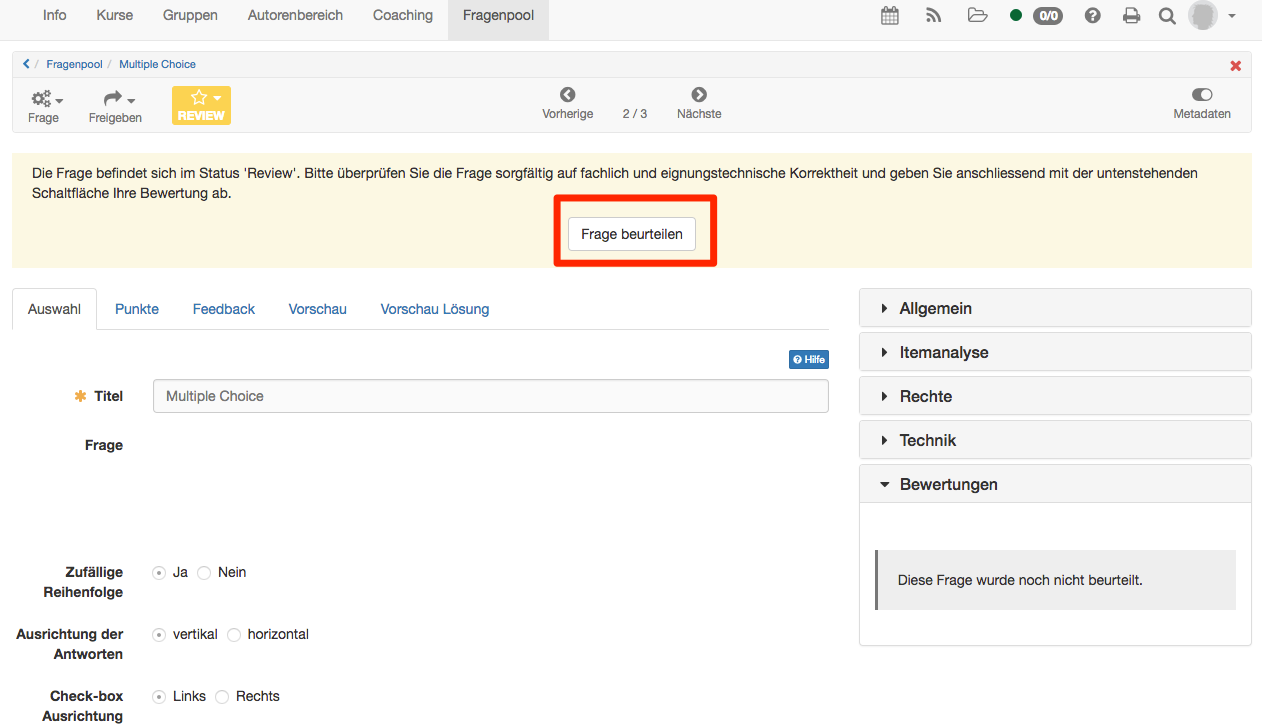 Info Kurse Gruppen Autorenbereich Coaching Fragenpool 0/0
/ Fragenpool / Multiple Choice
Frage Freigeben REVIEW Vorherige 2 / 3 Nächste Metadaten
Die Frage befindet sich im Status 'Review'. Bitte überprüfen Sie die Frage sorgfältig auf fachlich und eignungstechnische Korrektheit und geben Sie anschliessend mit der untenstehenden
Schaltfläche Ihre Bewertung ab.
Frage beurteilen
Auswahl Punkte Feedback Vorschau Vorschau Lösung
Hilfe
Titel Multiple Choice
Frage
Zufällige Reihenfolge Ja Nein
Ausrichtung der Antworten vertikal horizontal
Check-box Ausrichtung Links Rechts
Allgemein
Itemanalyse
Rechte
Technik
Bewertungen
Diese Frage wurde noch nicht beurteilt.